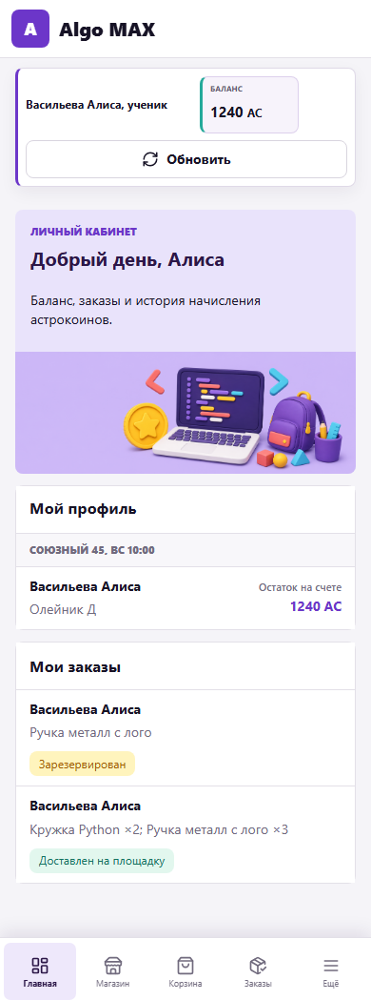 A Algo MAX
Васильева Алиса, ученик
БАЛАНС
1240 АС
Обновить
ЛИЧНЫЙ КАБИНЕТ
Добрый день, Алиса
Баланс, заказы и история начисления
астрокоинов.
Мой профиль
СОЮЗНЫЙ 45, ВС 10:00
Васильева Алиса
Остаток на счете
Олейник Д
1240 АС
Мои заказы
Васильева Алиса
Ручка металл с лого
Зарезервирован
Васильева Алиса
Кружка Python ×2; Ручка металл с лого ×3
Доставлен на площадку
Главная
Магазин
Корзина
Заказы
Ещё